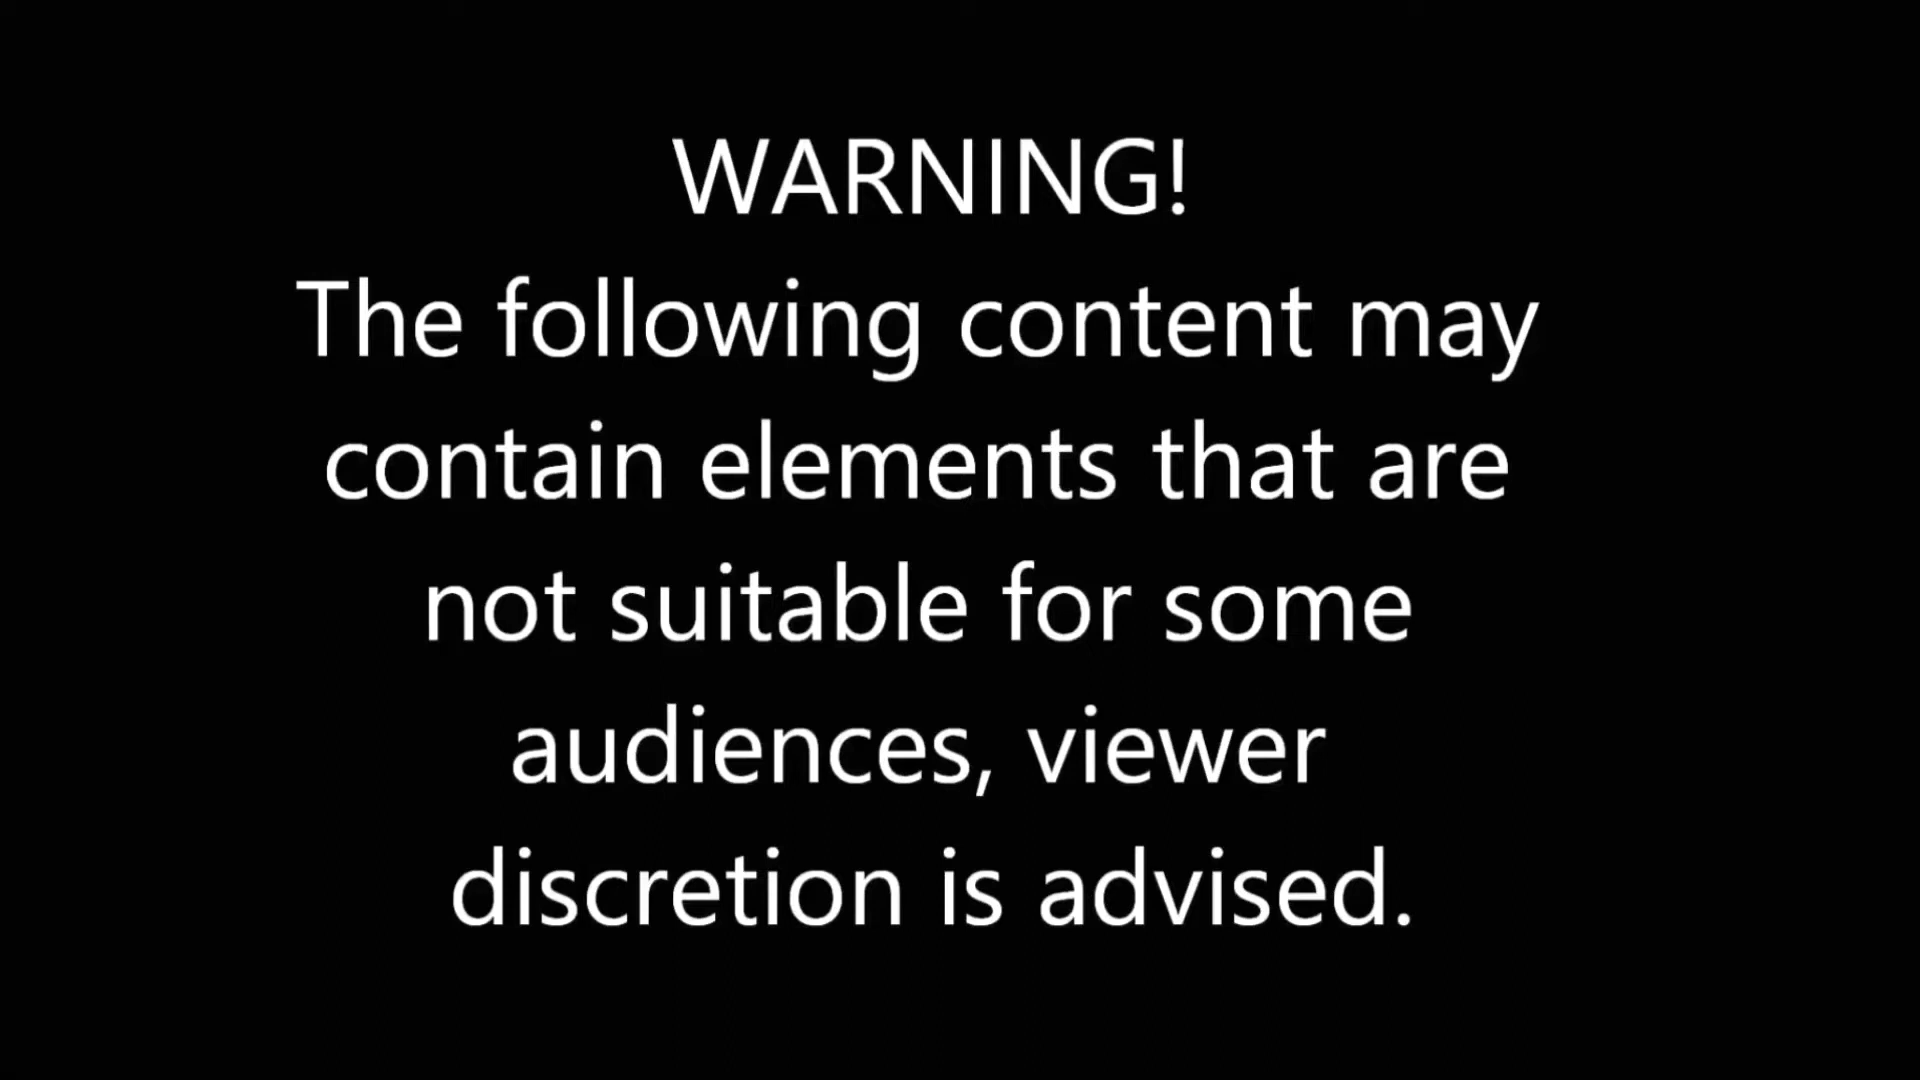 WARNING!
The following content may
contain elements that are
not suitable for some
audiences, viewer
discretion is advised.